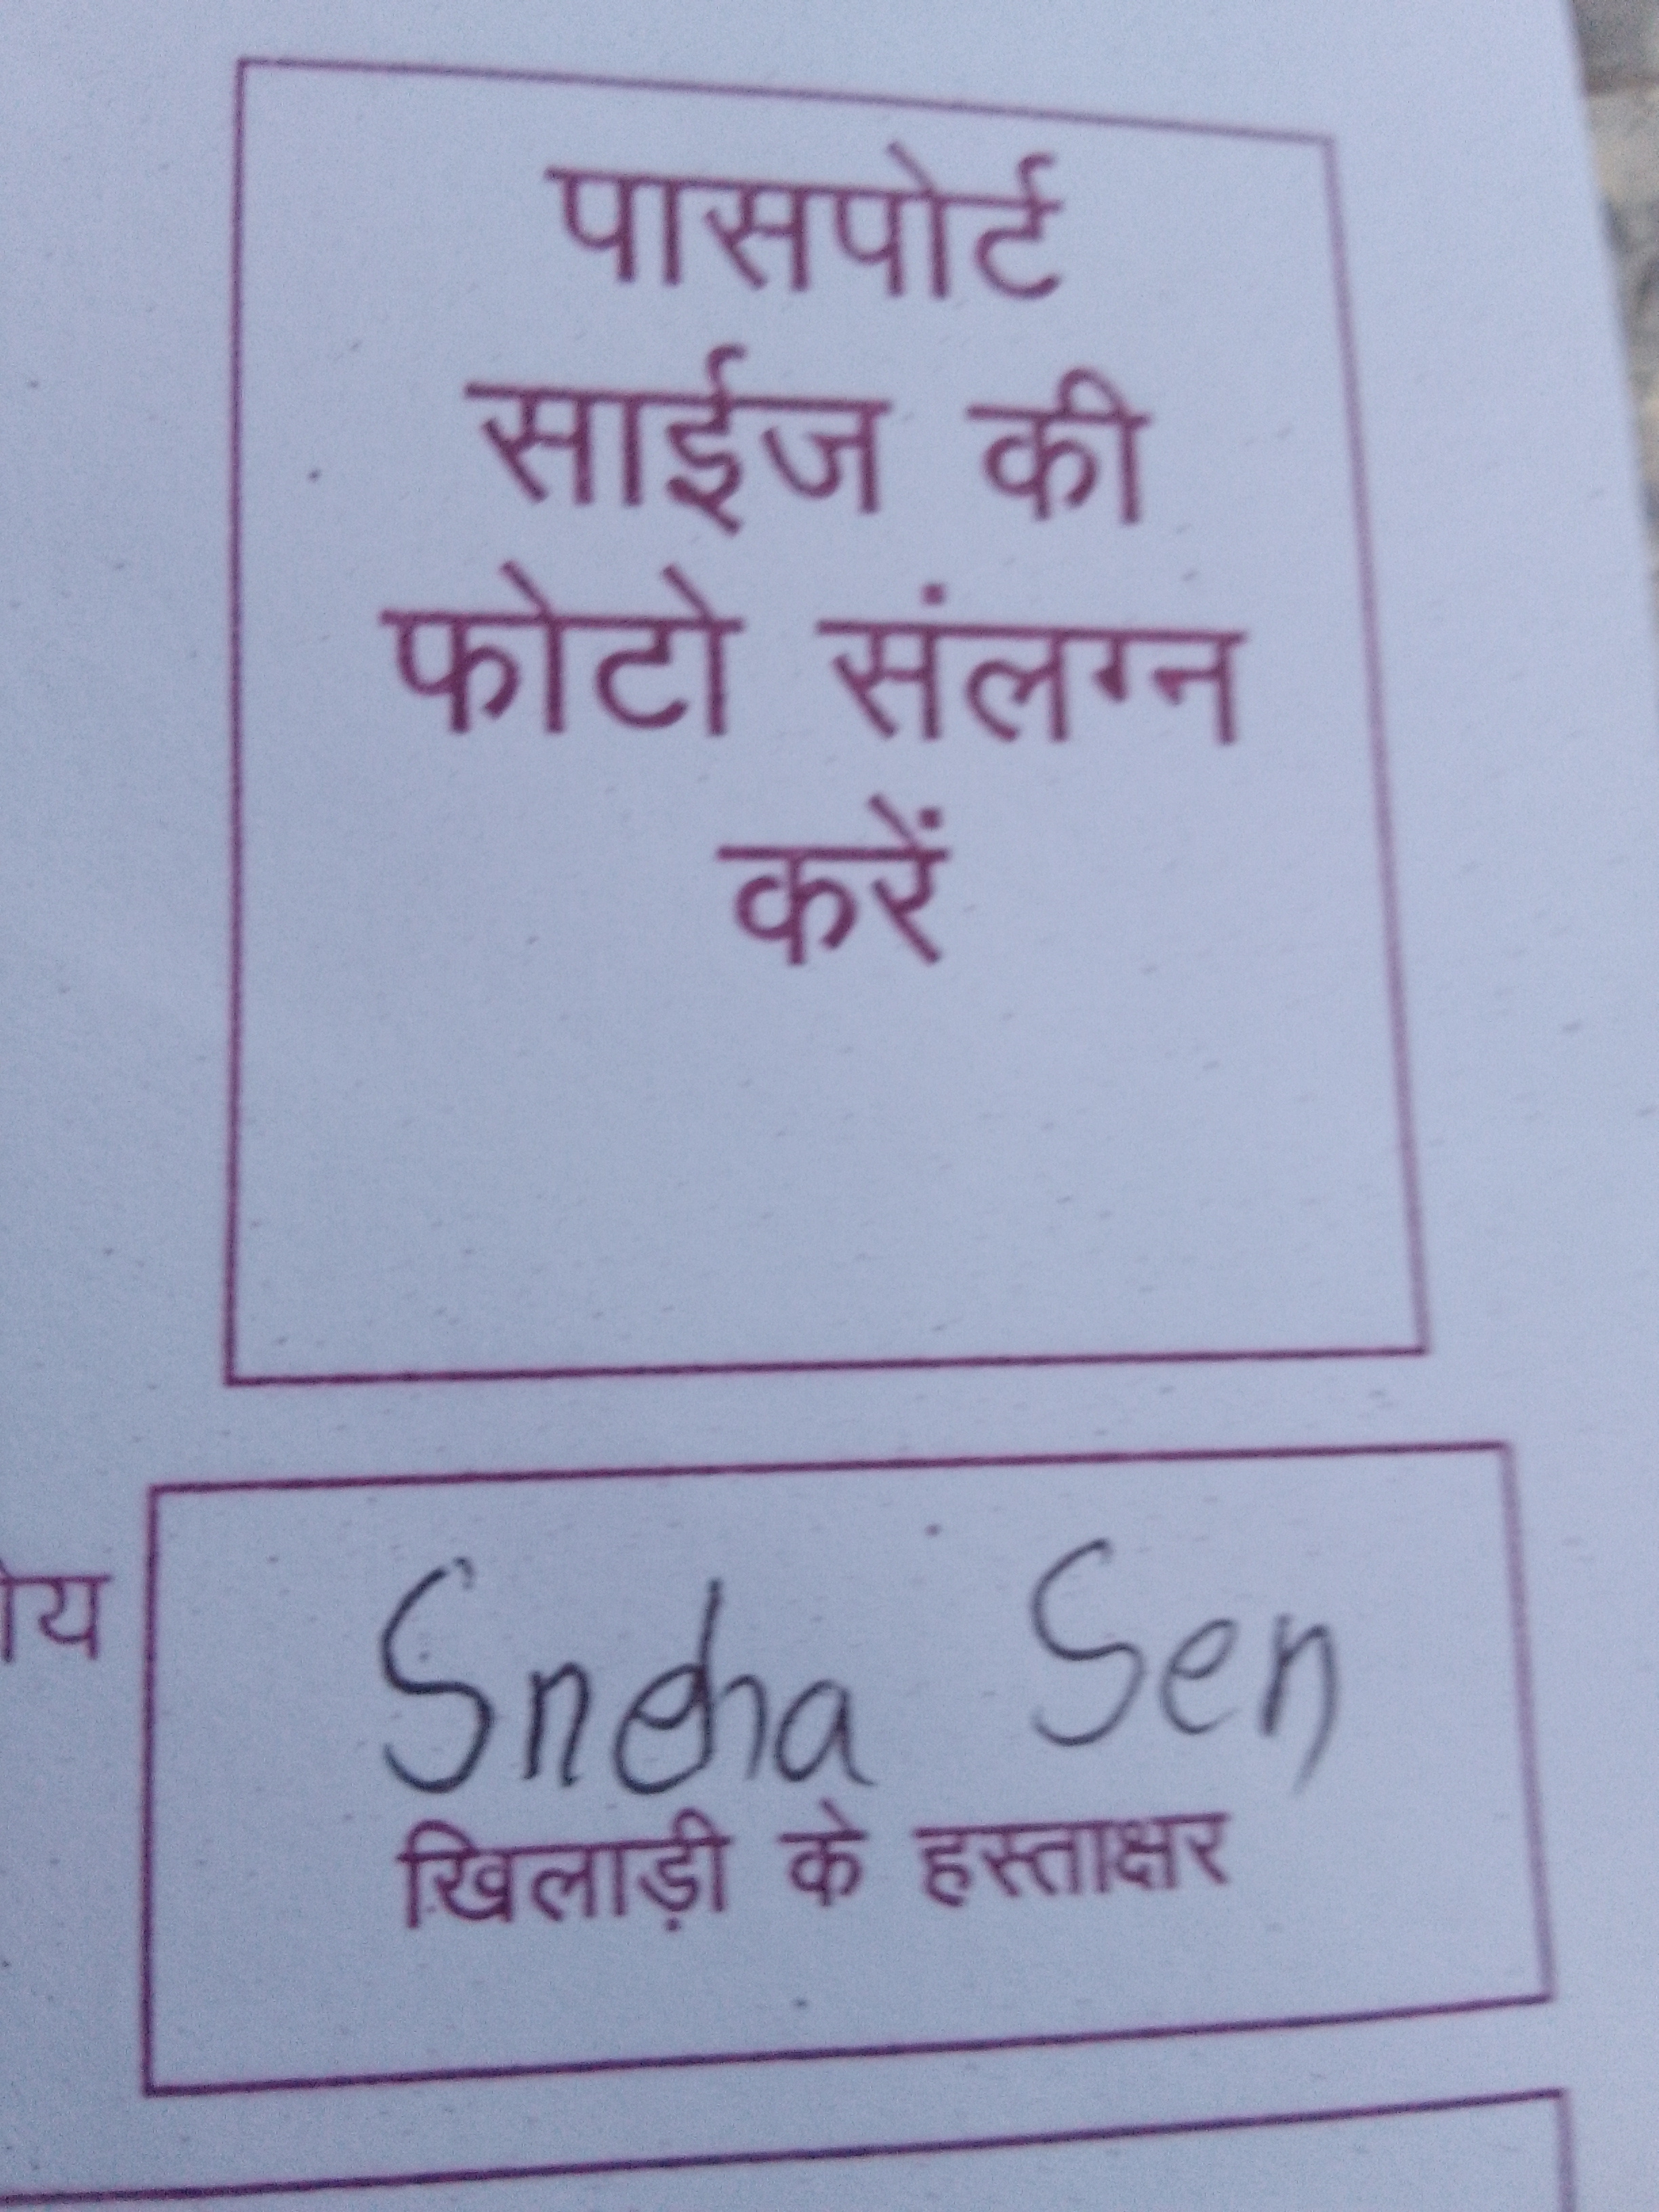 पासपोर्ट
साईज की
फोटो संलग्न
करें
Sneha Sen
खिलाड़ी के हस्ताक्षर